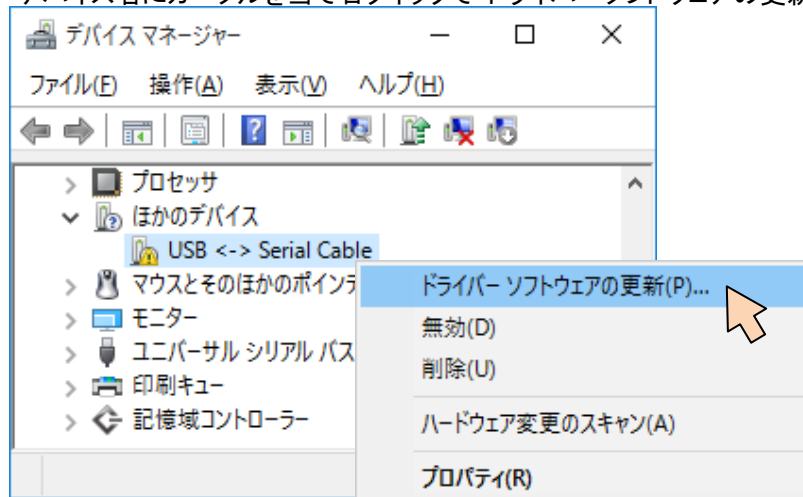 デバイス マネージャー
ファイル(F) 操作(A) 表示(V) ヘルプ(H)
プロセッサ
ほかのデバイス
USB <-> Serial Cable
マウスとそのほかのポインテ
モニター
ユニバーサル シリアル バス
印刷キュー
記憶域コントローラー
ドライバー ソフトウェアの更新(P)...
無効(D)
削除(U)
ハードウェア変更のスキャン(A)
プロパティ(R)